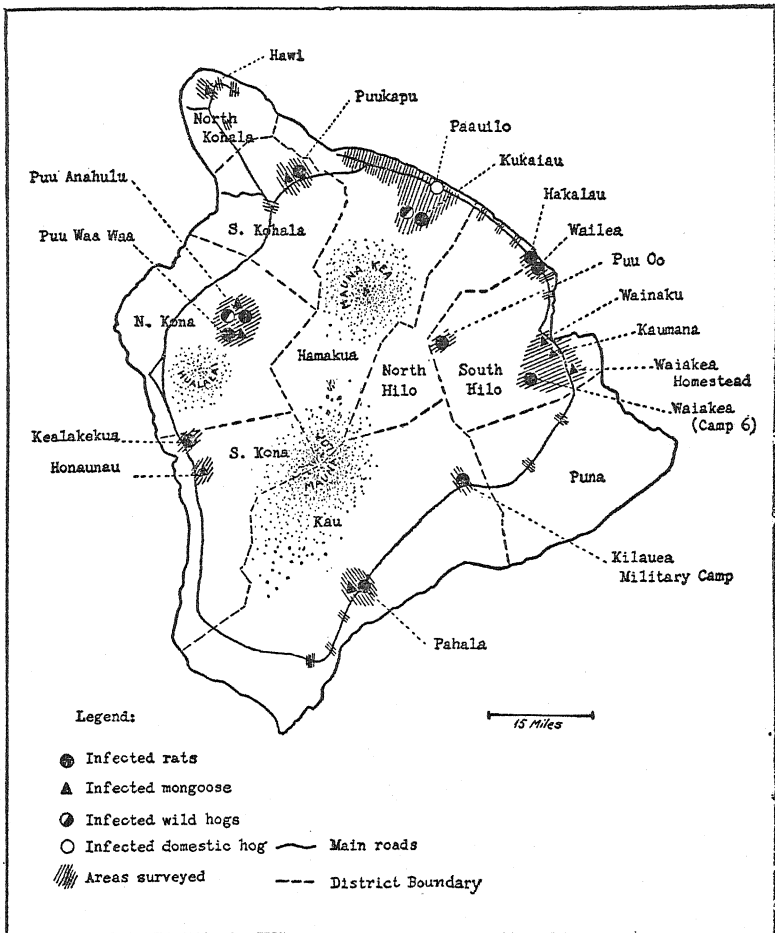 Hawi
Puukapu
North
Kohala
Paauilo
Kukaiau
Puu Anahulu
Hakalau
Wailea
Puu Waa Waa
S. Kohala
Puu Oo
MAUNA KEA
Wainaku
N. Kona
Kaumana
Hamakua
North
Hilo
South
Hilo
Waiakea
Homestead
HUALALAI
Waiakea
(Camp 6)
Kealakekua
S. Kona
Honaunau
MAUNA LOA
Puna
Kau
Kilauea
Military Camp
Pahala
15 Miles
Legend:
Infected rats
Infected mongoose
Infected wild hogs
Infected domestic hog
Main roads
Areas surveyed
District Boundary